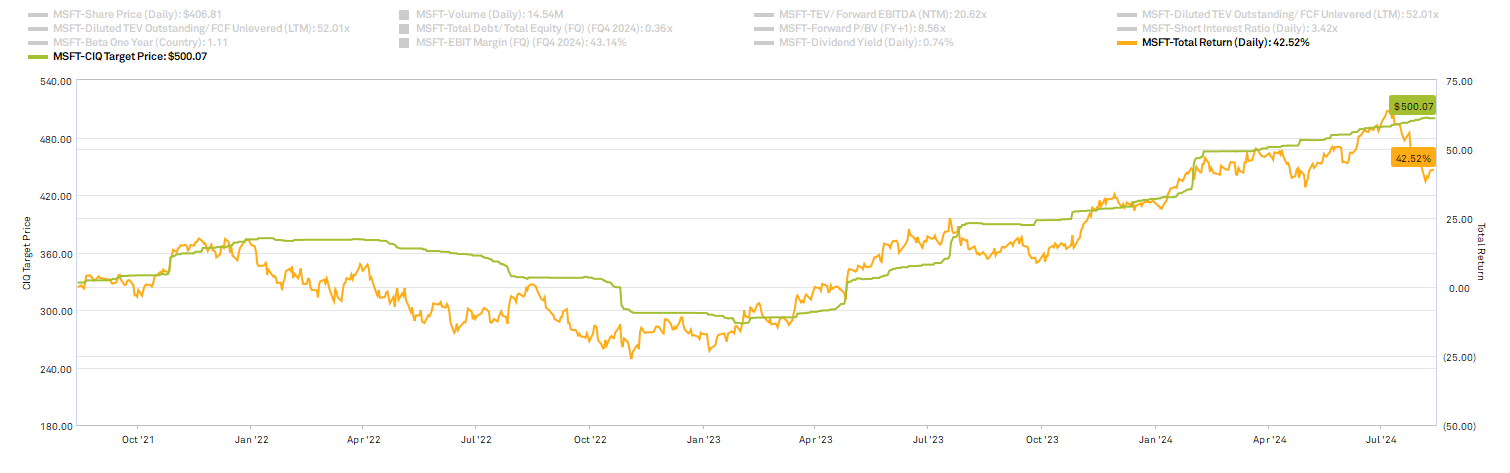 MSFT-Share Price (Daily): $406.81 MSFT-Volume (Daily): 14.54M MSFT-TEV/ Forward EBITDA (NTM): 20.62x MSFT-Diluted TEV Outstanding/ FCF Unlevered (LTM): 52.01x
MSFT-Diluted TEV Outstanding/ FCF Unlevered (LTM): 52.01x MSFT-Total Debt/ Total Equity (FQ) (FQ4 2024): 0.36x MSFT-Forward P/BV (FY+1): 8.56x MSFT-Short Interest Ratio (Daily): 3.42x
MSFT-Beta One Year (Country): 1.11 MSFT-EBIT Margin (FQ) (FQ4 2024): 43.14% MSFT-Dividend Yield (Daily): 0.74% MSFT-Total Return (Daily): 42.52%
MSFT-CIQ Target Price: $500.07
540.00 75.00
$500.07
480.00 50.00
42.52%
420.00
25.00
CIQ Target Price
360.00
Total Return
0.00
300.00
(25.00)
240.00
180.00 (50.00)
Oct '21 Jan '22 Apr '22 Jul '22 Oct '22 Jan '23 Apr '23 Jul '23 Oct '23 Jan '24 Apr '24 Jul '24